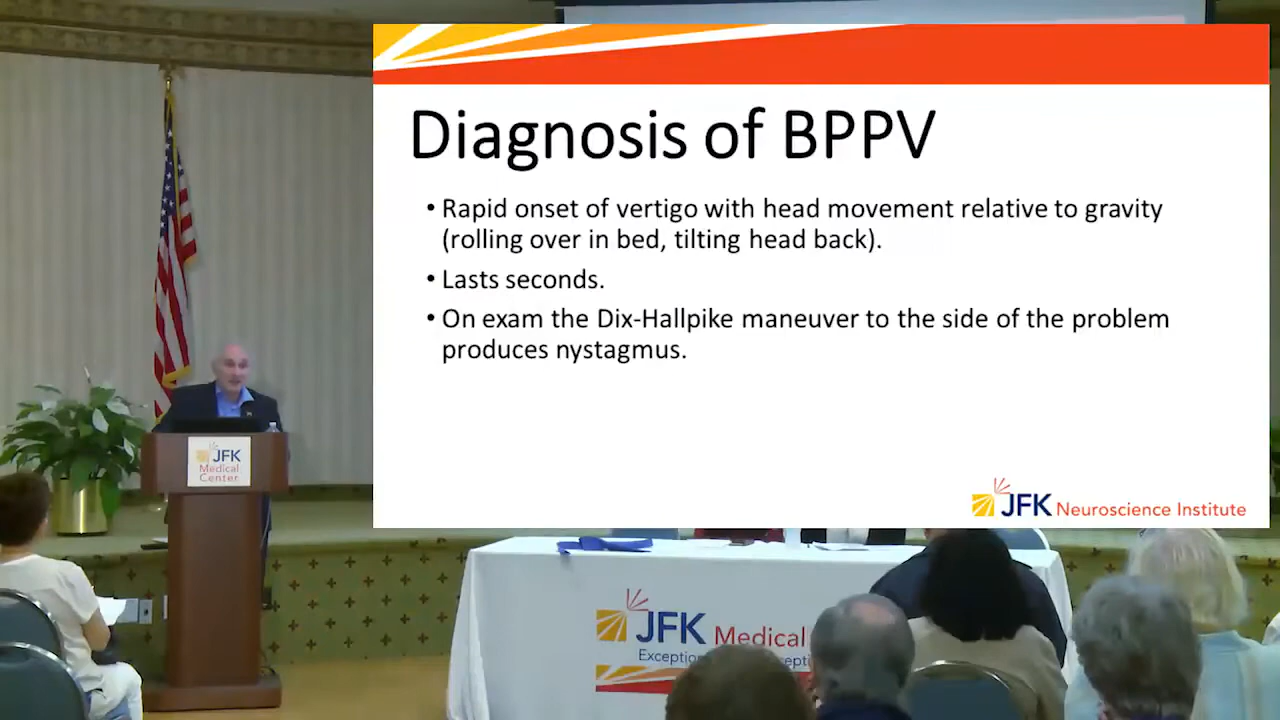 Diagnosis of BPPV
• Rapid onset of vertigo with head movement relative to gravity
(rolling over in bed, tilting head back).
• Lasts seconds.
• On exam the Dix-Hallpike maneuver to the side of the problem
produces nystagmus.
JFK Neuroscience Institute
JFK
Medical
Center
JFK Medical